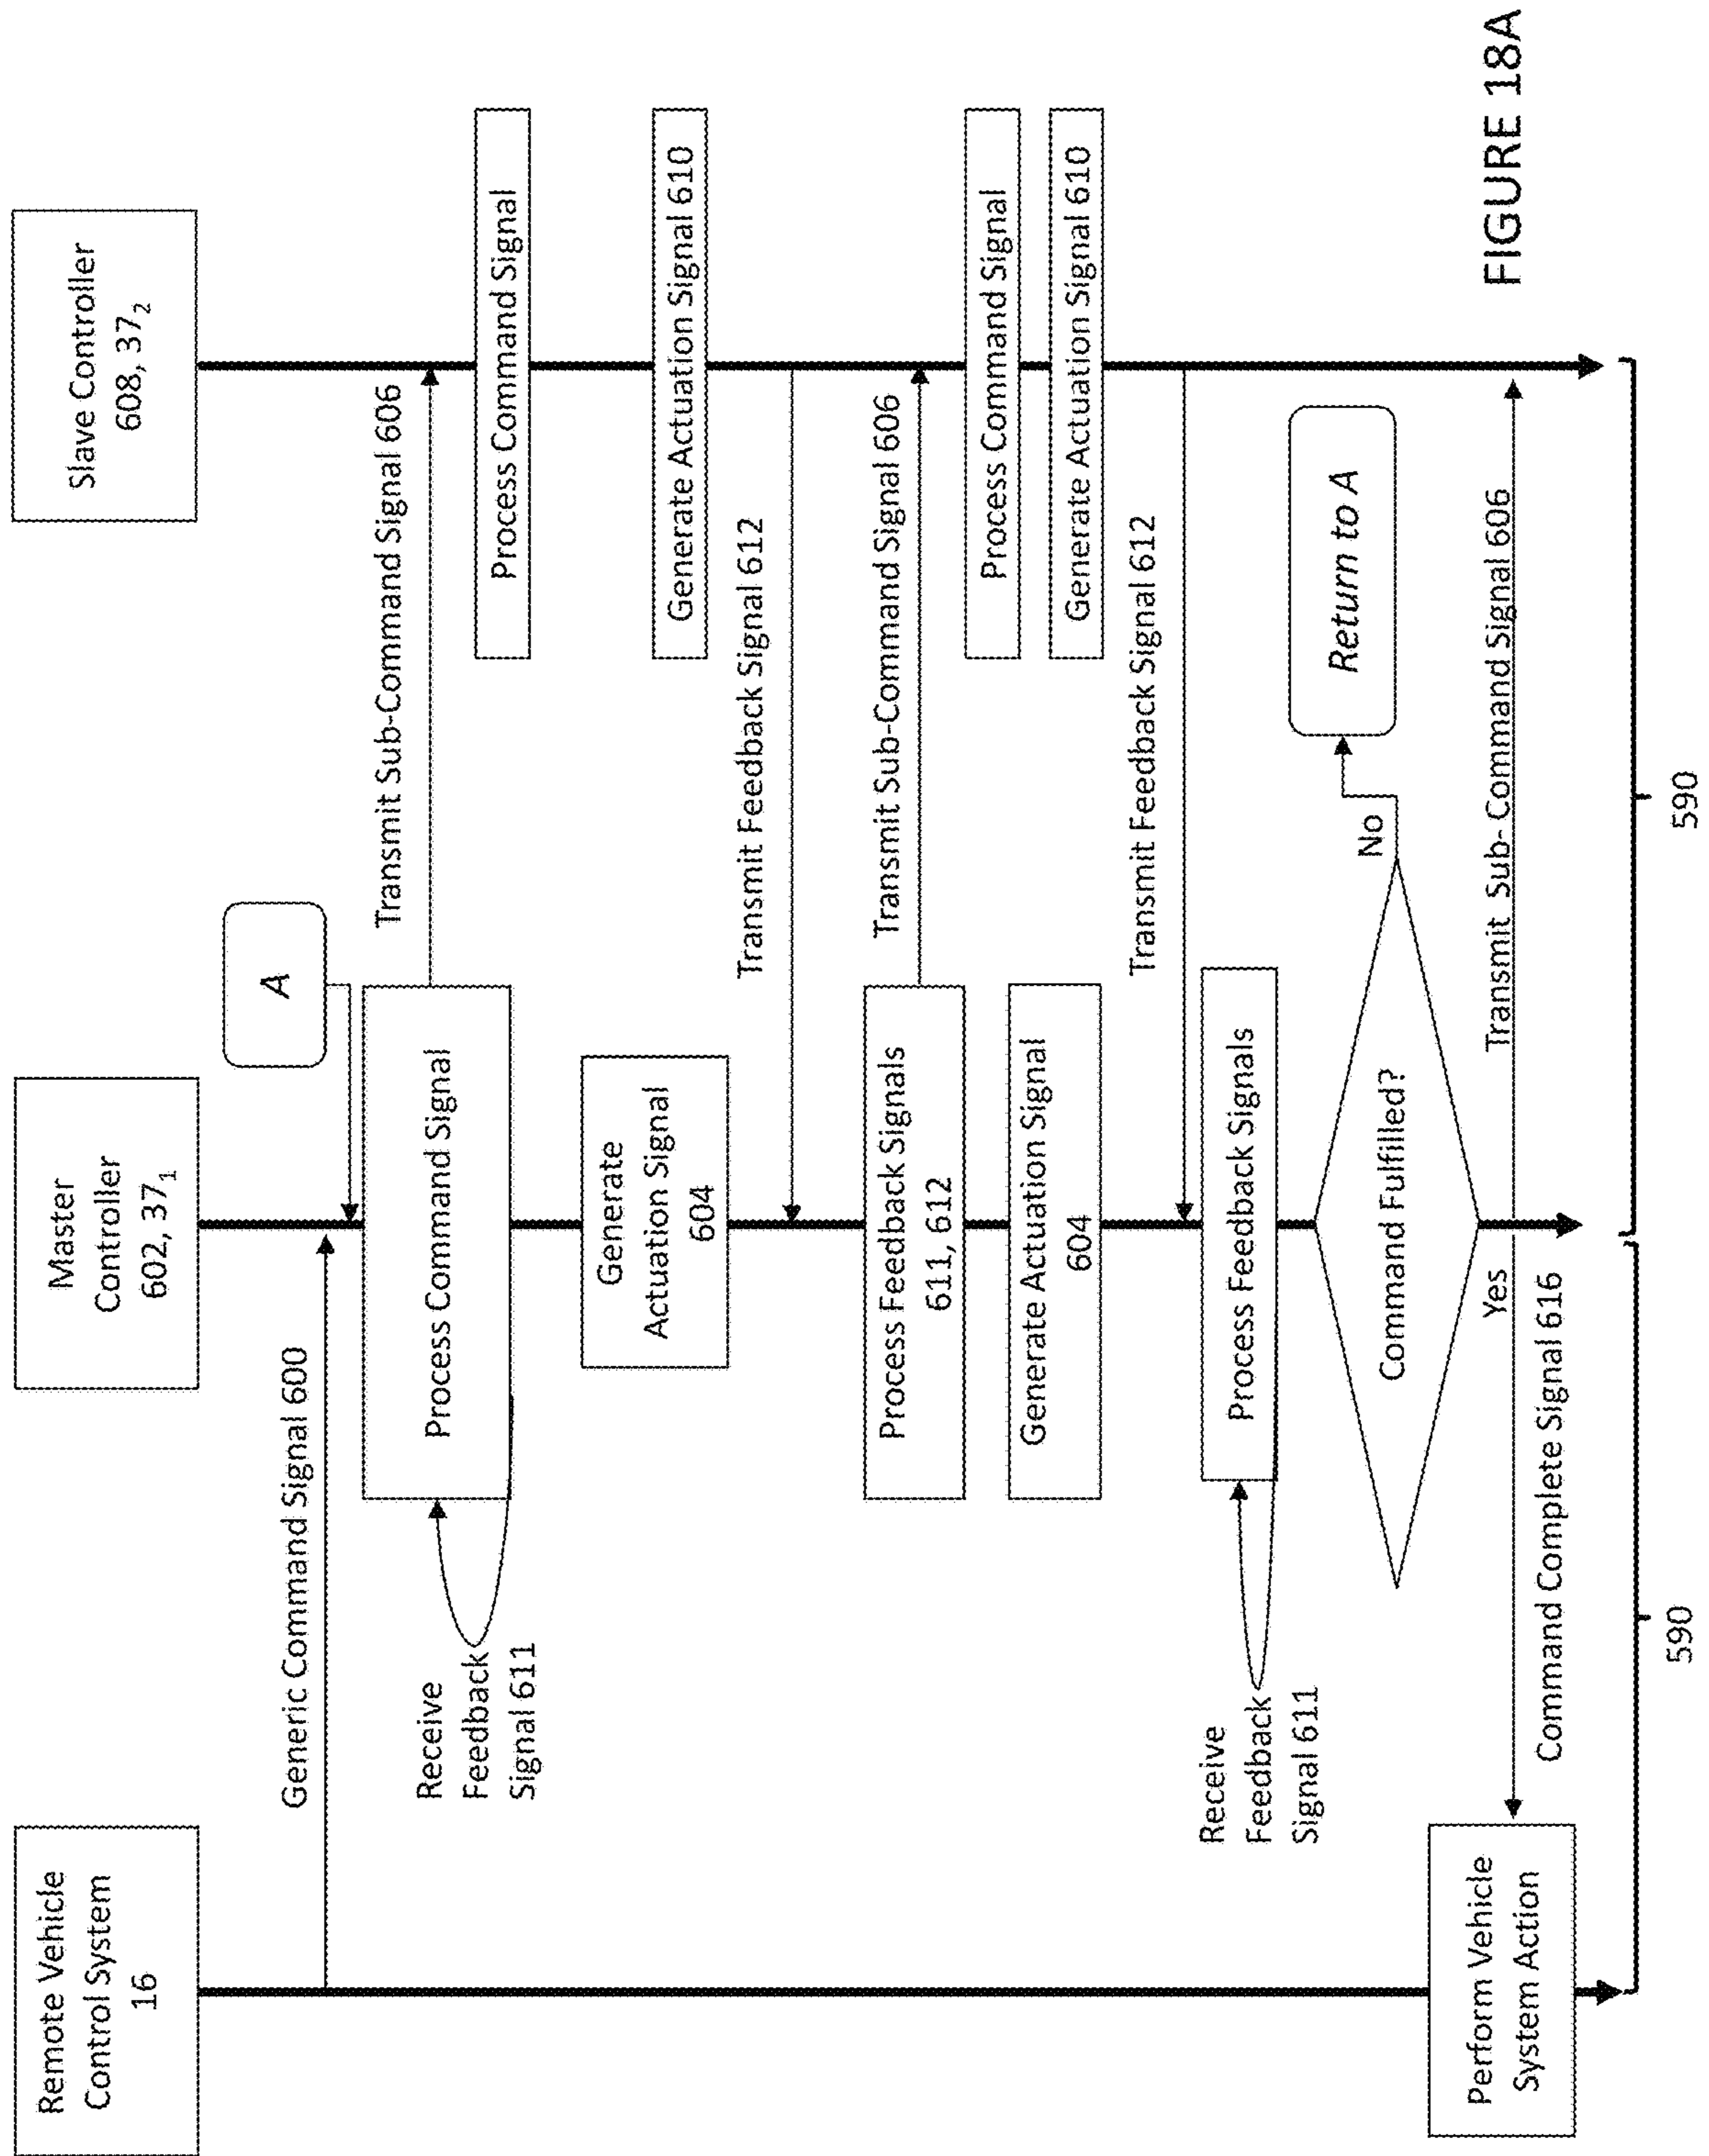 Remote Vehicle
Control System
16
Master
Controller
602, 37₁
Slave Controller
608, 37₂
A
Generic Command Signal 600
Transmit Sub-Command Signal 606
Process Command Signal
Receive
Feedback
Signal 611
Process Command Signal
Generate
Actuation Signal
604
Generate Actuation Signal 610
Transmit Feedback Signal 612
Process Feedback Signals
611, 612
Transmit Sub-Command Signal 606
Process Command Signal
Generate Actuation Signal
604
Generate Actuation Signal 610
Transmit Feedback Signal 612
Receive
Feedback
Signal 611
Process Feedback Signals
Command Fulfilled?
No
Return to A
Yes
Transmit Sub- Command Signal 606
Command Complete Signal 616
Perform Vehicle
System Action
590
590
FIGURE 18A